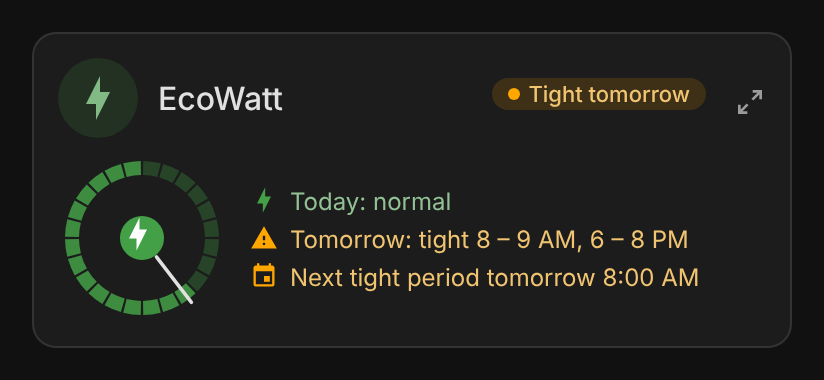 EcoWatt
Tight tomorrow
Today: normal
Tomorrow: tight 8 – 9 AM, 6 – 8 PM
Next tight period tomorrow 8:00 AM